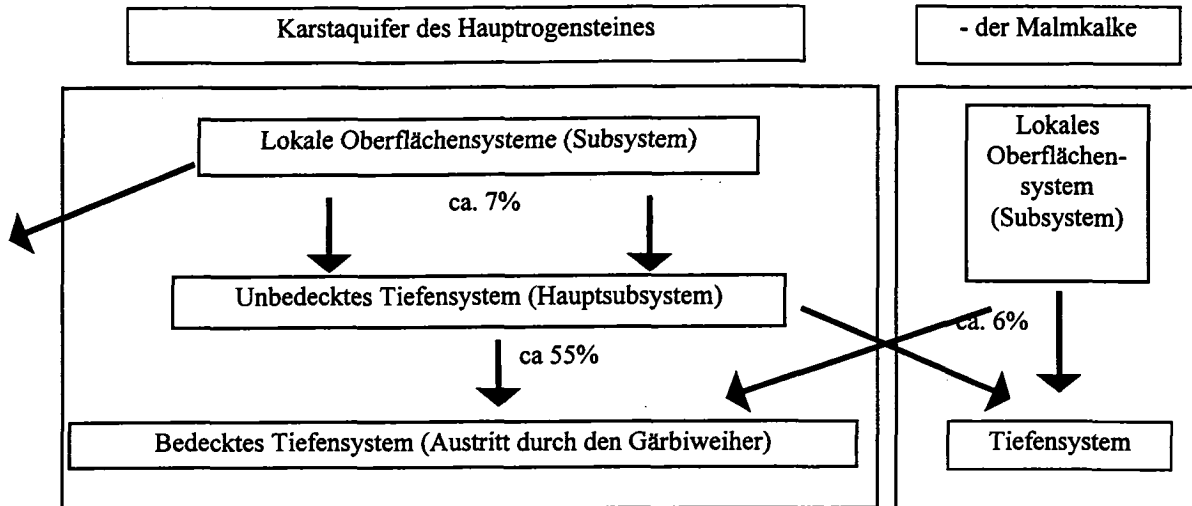 Karstaquifer des Hauptrogensteines
- der Malmkalke
Lokale Oberflächensysteme (Subsystem)
ca. 7%
Unbedecktes Tiefensystem (Hauptsubsystem)
ca 55%
Bedecktes Tiefensystem (Austritt durch den Gärbiweiher)
Lokales
Oberflächen-
system
(Subsystem)
ca. 6%
Tiefensystem